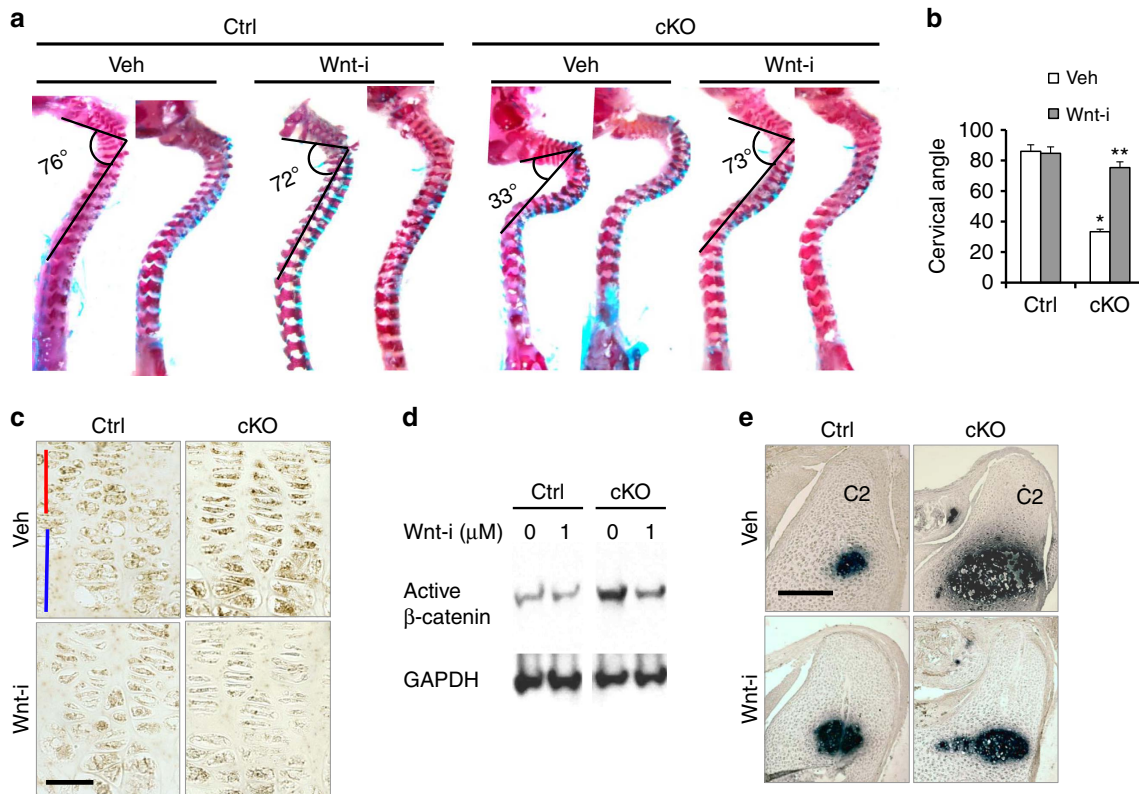 a
Ctrl
cKO
Veh
Wnt-i
Veh
Wnt-i
76°
72°
33°
73°
b
Veh
Wnt-i
Cervical angle
100
80
60
40
20
0
*
**
Ctrl
cKO
c
Ctrl
cKO
Veh
Wnt-i
d
Ctrl
cKO
Wnt-i (μM)
0
1
0
1
Active
β-catenin
GAPDH
e
Ctrl
cKO
Veh
C2
C2
Wnt-i